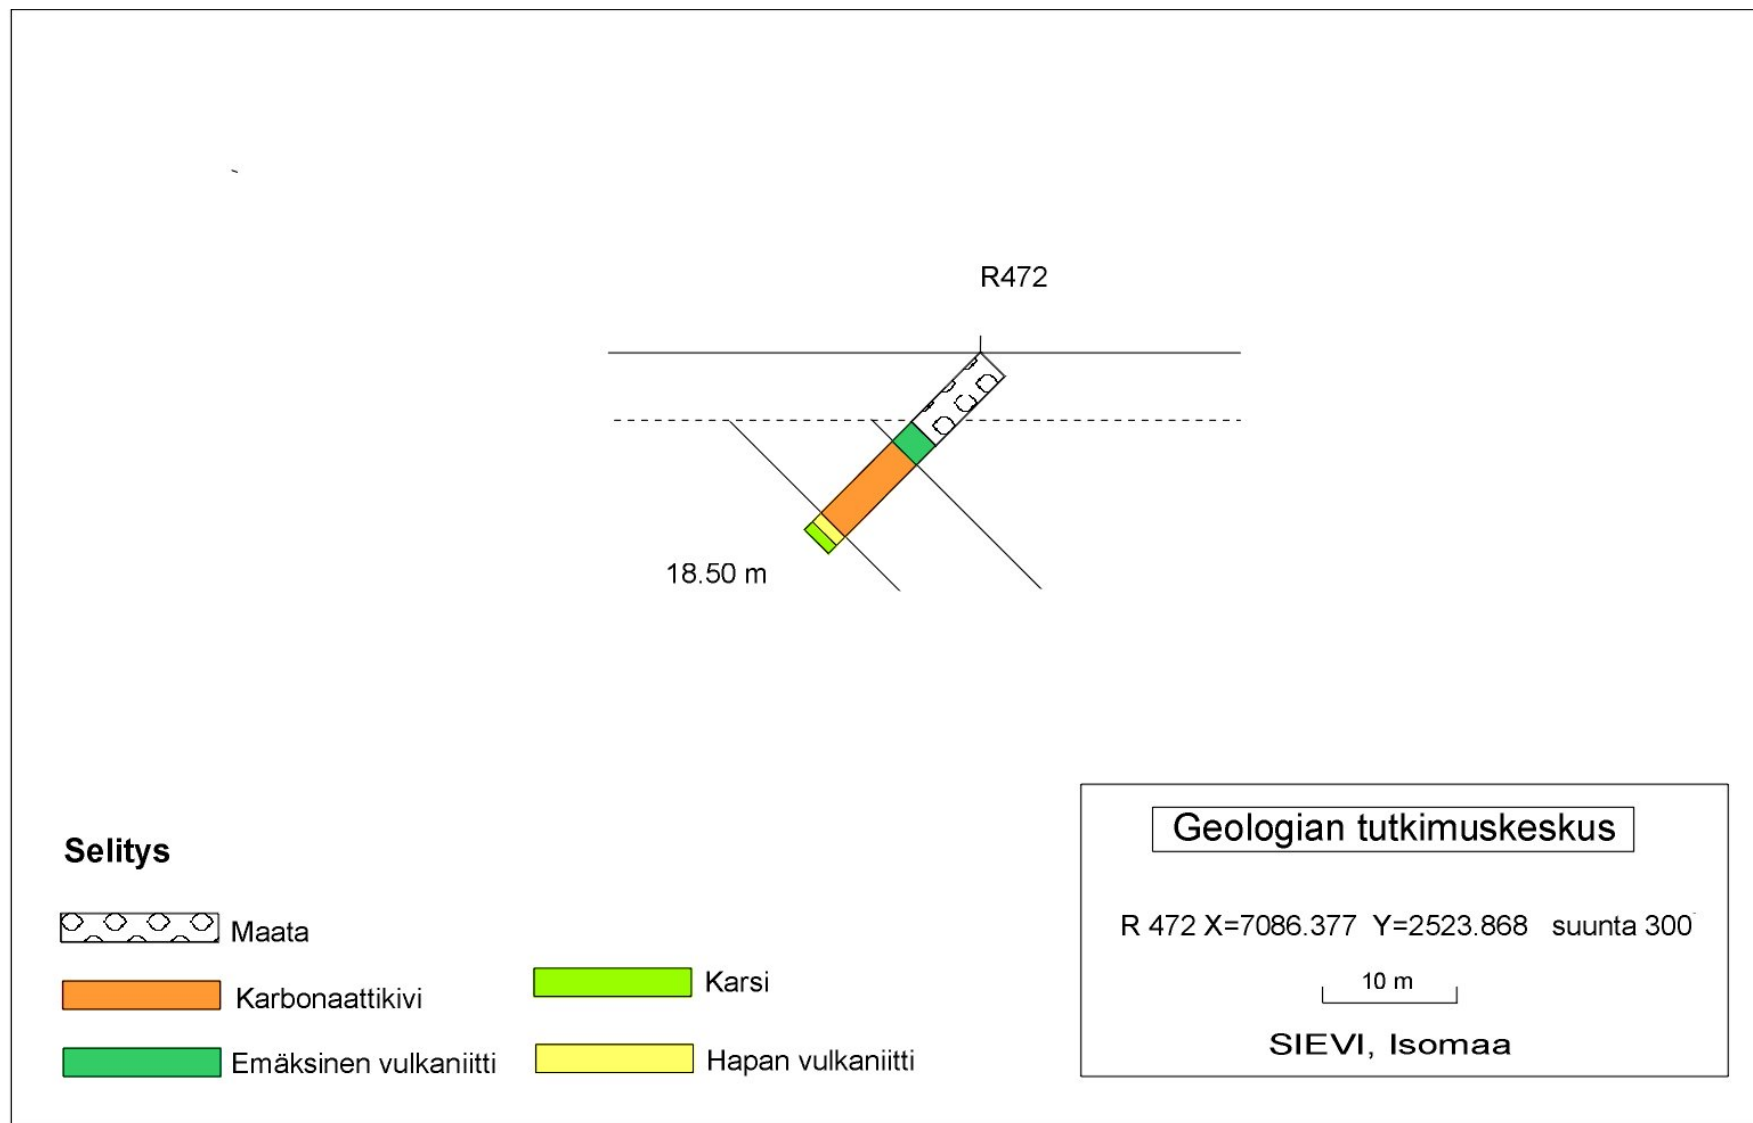 R472
18.50 m
Selitys
Maata
Karbonaattikivi
Emäksinen vulkaniitti
Karsi
Hapan vulkaniitti
Geologian tutkimuskeskus
R 472 X=7086.377 Y=2523.868 suunta 300
10 m
SIEVI, Isomaa